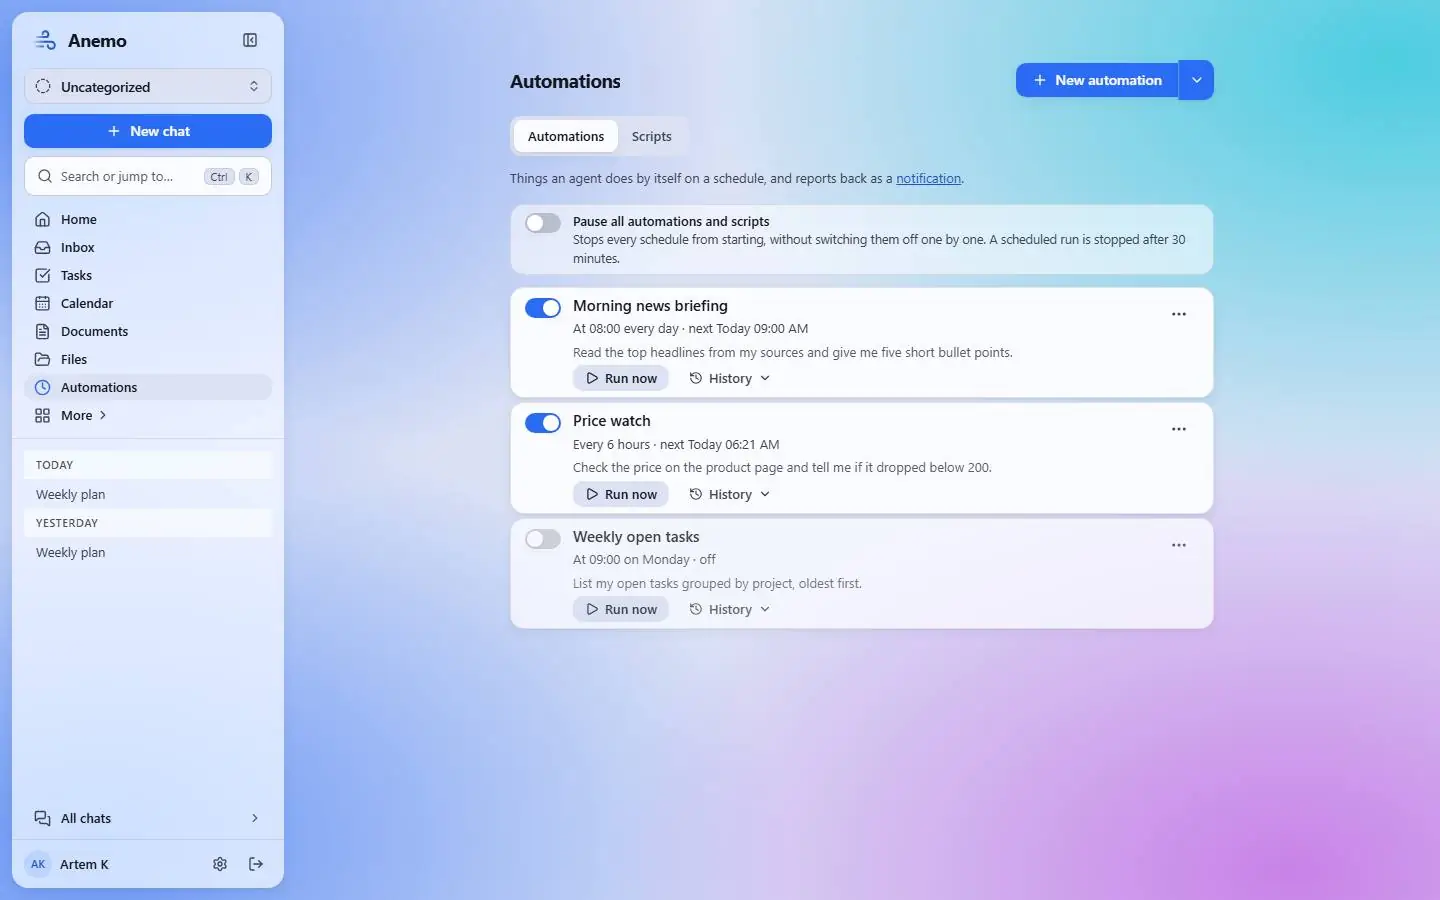 Anemo
Uncategorized
New chat
Search or jump to... Ctrl K
Home
Inbox
Tasks
Calendar
Documents
Files
Automations
More
TODAY
Weekly plan
YESTERDAY
Weekly plan
All chats
AK Artem K
Automations
New automation
Automations Scripts
Things an agent does by itself on a schedule, and reports back as a notification.
Pause all automations and scripts
Stops every schedule from starting, without switching them off one by one. A scheduled run is stopped after 30
minutes.
Morning news briefing
At 08:00 every day · next Today 09:00 AM
Read the top headlines from my sources and give me five short bullet points.
Run now History
Price watch
Every 6 hours · next Today 06:21 AM
Check the price on the product page and tell me if it dropped below 200.
Run now History
Weekly open tasks
At 09:00 on Monday · off
List my open tasks grouped by project, oldest first.
Run now History